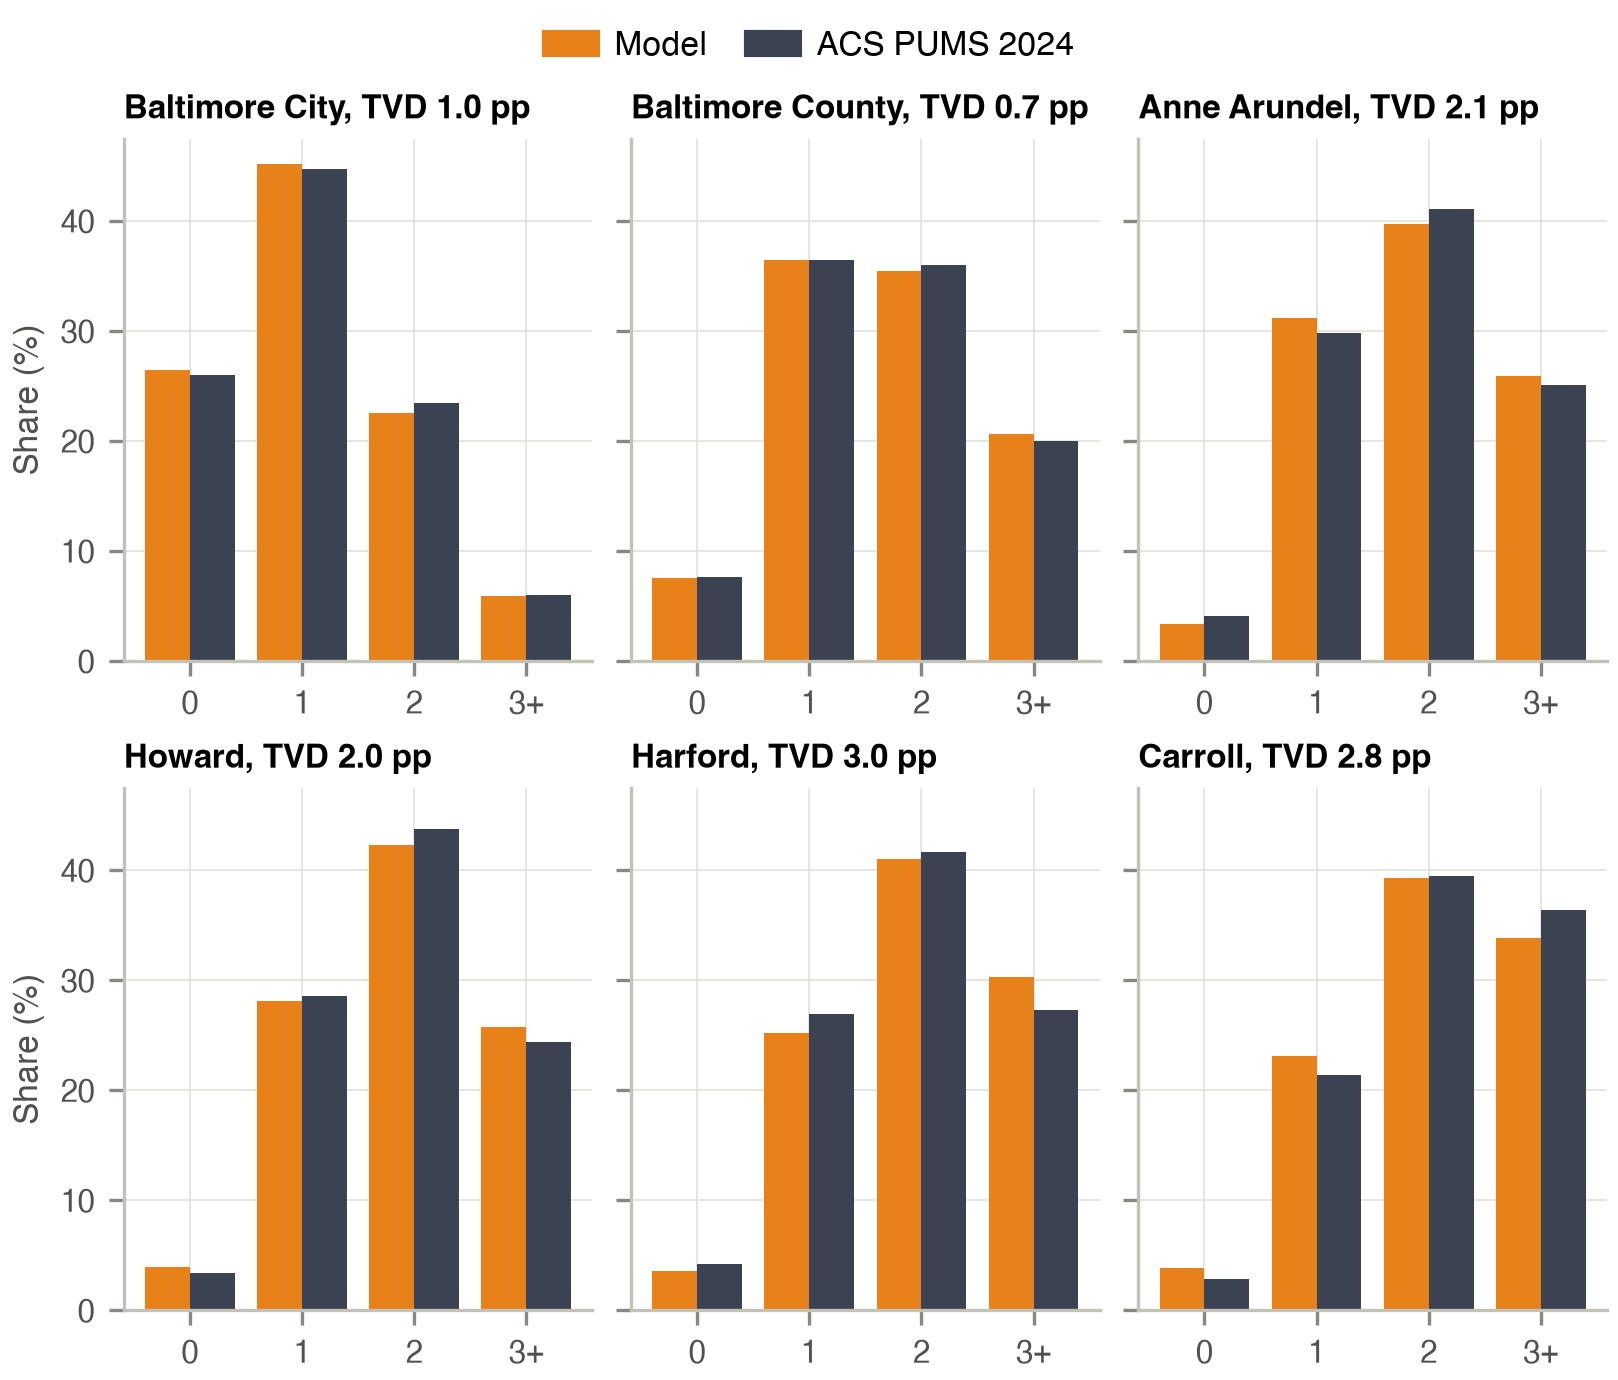 Model ACS PUMS 2024
Baltimore City, TVD 1.0 pp
Baltimore County, TVD 0.7 pp
Anne Arundel, TVD 2.1 pp
Share (%)
40
30
20
10
0
0 1 2 3+
0 1 2 3+
0 1 2 3+
Howard, TVD 2.0 pp
Harford, TVD 3.0 pp
Carroll, TVD 2.8 pp
Share (%)
40
30
20
10
0
0 1 2 3+
0 1 2 3+
0 1 2 3+